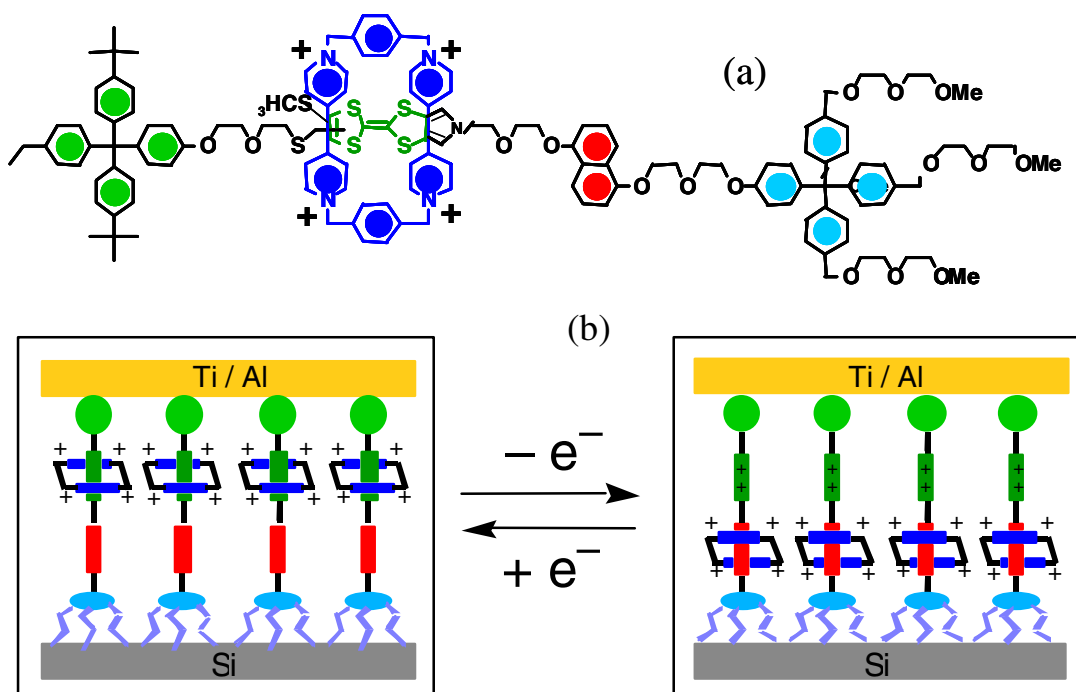 (a)
O O OMe
+ N N +
₃HCS S S S S S N
O O S O O
O O O O O OMe
O O OMe
+ N N +
(b)
Ti / Al
Ti / Al
− e⁻
+ + + + + + + +
+ + + + + + + +
+ + + + + + + +
+ e⁻
+ + + + + + + +
+ + + + + + + +
Si
Si